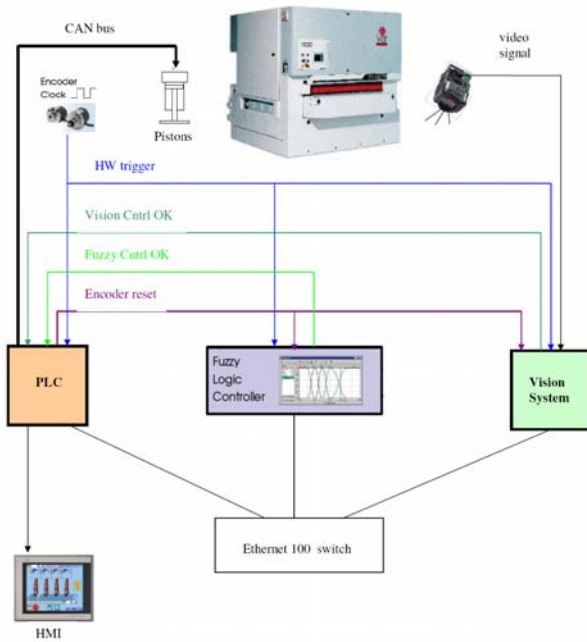 CAN bus
video
signal
Encoder
Clock
Pistons
HW trigger
Vision Cntrl OK
Fuzzy Cntrl OK
Encoder reset
PLC
Fuzzy
Logic
Controller
Vision
System
Ethernet 100 switch
HMI